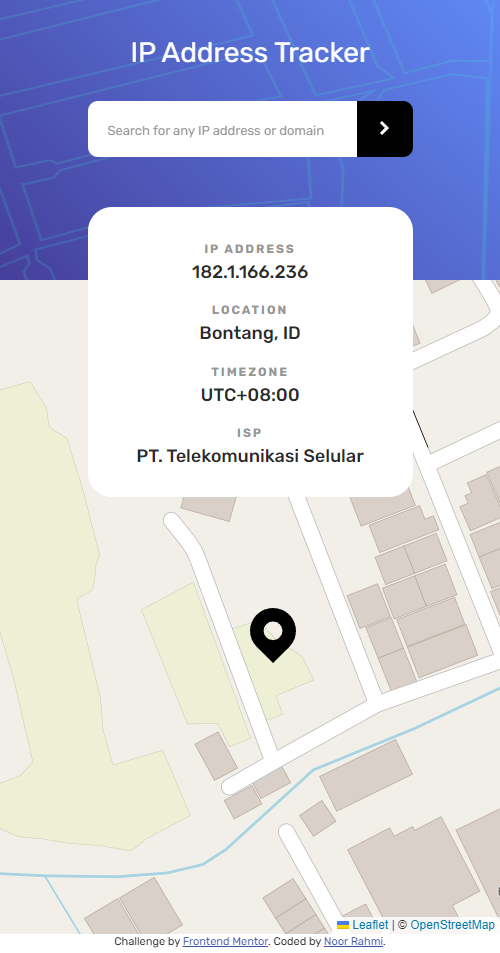 IP Address Tracker
Search for any IP address or domain
IP ADDRESS
182.1.166.236
LOCATION
Bontang, ID
TIMEZONE
UTC+08:00
ISP
PT. Telekomunikasi Selular
Leaflet | © OpenStreetMap
Challenge by Frontend Mentor. Coded by Noor Rahmi.